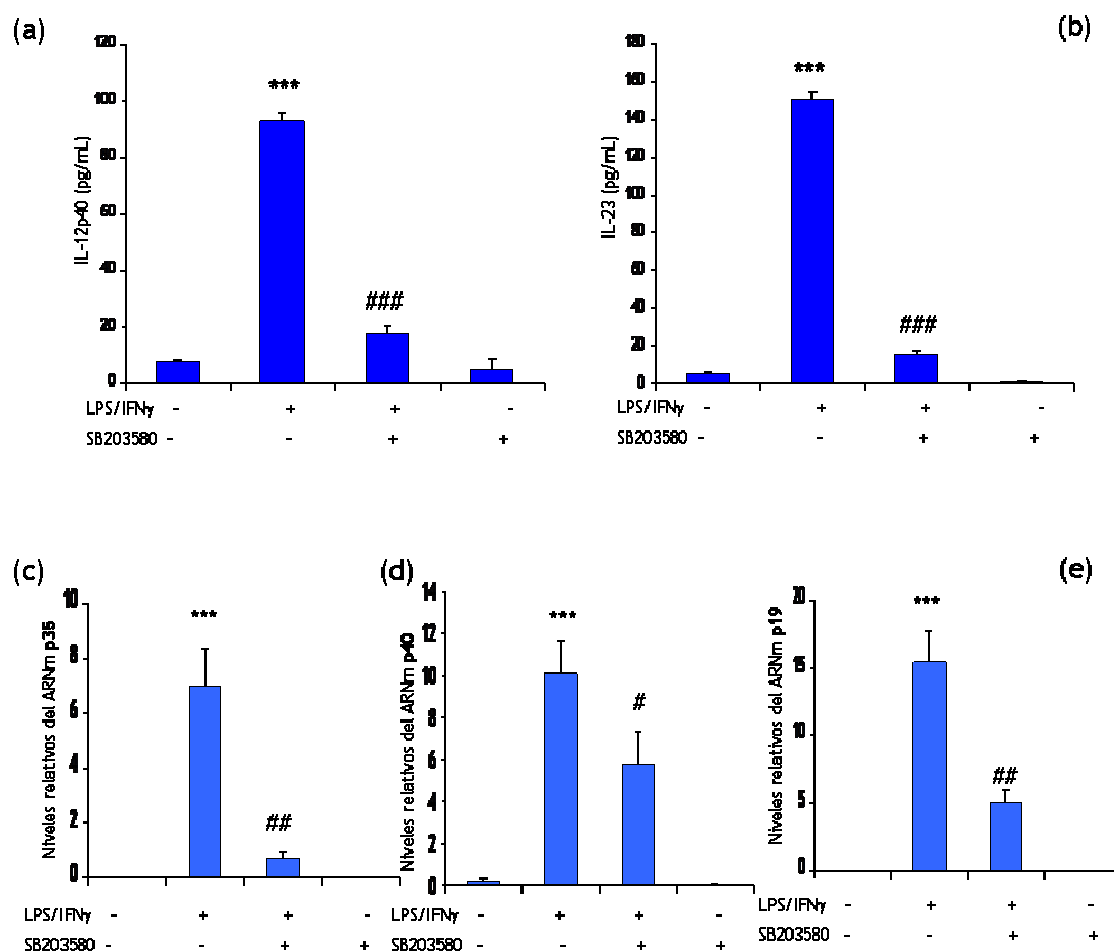 (a)
(b)
120
100
80
60
40
20
0
IL-12p40 (pg/mL)
***
###
LPS/IFNγ - + + -
SB203580 - - + +
180
160
140
120
100
80
60
40
20
0
IL-23 (pg/mL)
***
###
- + + -
- - + +
(c)
(d)
(e)
10
8
6
4
2
0
Niveles relativos del ARNm p35
***
##
LPS/IFNγ - + + -
SB203580 - - + +
14
12
10
8
6
4
2
0
Niveles relativos del ARNm p40
***
#
LPS/IFNγ - + + -
SB203580 - - + +
20
15
10
5
0
Niveles relativos del ARNm p19
***
##
LPS/IFNγ - + + -
SB203580 - - + +